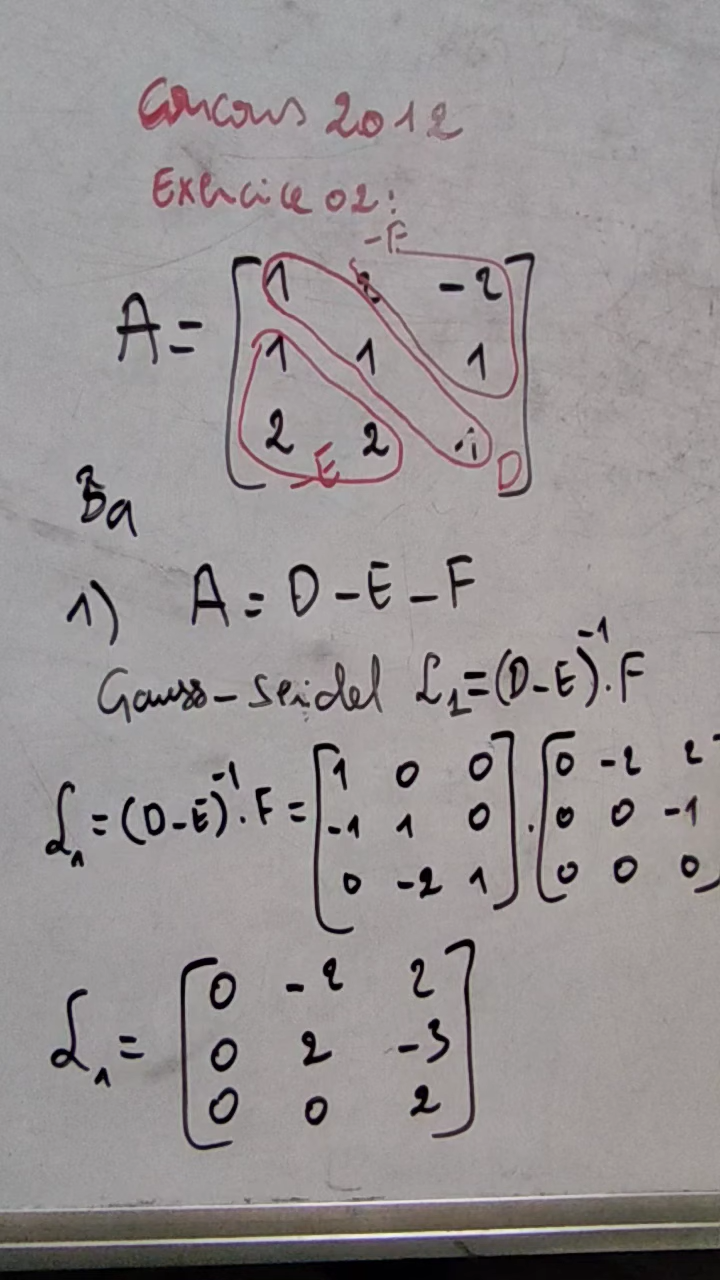 Concours 2012
Exercice 02:
-F
A = [ 1 2 -2
1 1 1
2 2 1 ]
E D
1) A = D - E - F
Gauss-Seidel L₁ = (D-E)⁻¹.F
L₁ = (D-E)⁻¹.F = [ 1 0 0 ] . [ 0 -2 2
-1 1 0 0 0 -1
0 -2 1 0 0 0 ]
L₁ = [ 0 -2 2
0 2 -3
0 0 2 ]